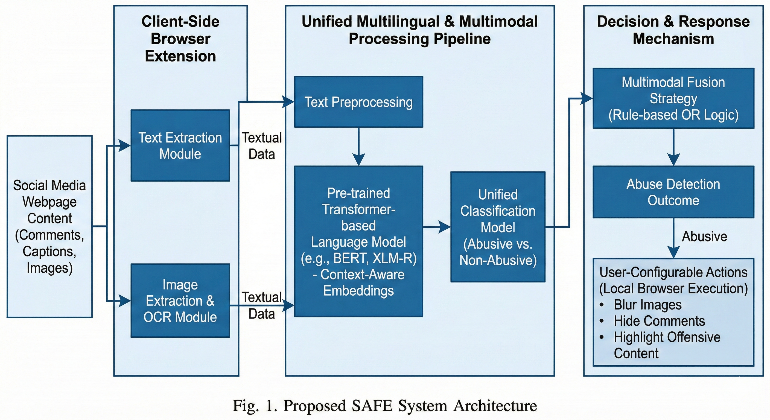 Client-Side
Browser
Extension
Unified Multilingual & Multimodal
Processing Pipeline
Decision & Response
Mechanism
Social Media
Webpage
Content
(Comments,
Captions,
Images)
Text Extraction
Module
Textual
Data
Image
Extraction &
OCR Module
Textual
Data
Text Preprocessing
Pre-trained
Transformer-
based
Language Model
(e.g., BERT, XLM-R)
- Context-Aware
Embeddings
Unified
Classification
Model
(Abusive vs.
Non-Abusive)
Multimodal Fusion
Strategy
(Rule-based OR Logic)
Abuse Detection
Outcome
Abusive
User-Configurable Actions
(Local Browser Execution)
• Blur Images
• Hide Comments
• Highlight Offensive
Content
Fig. 1. Proposed SAFE System Architecture